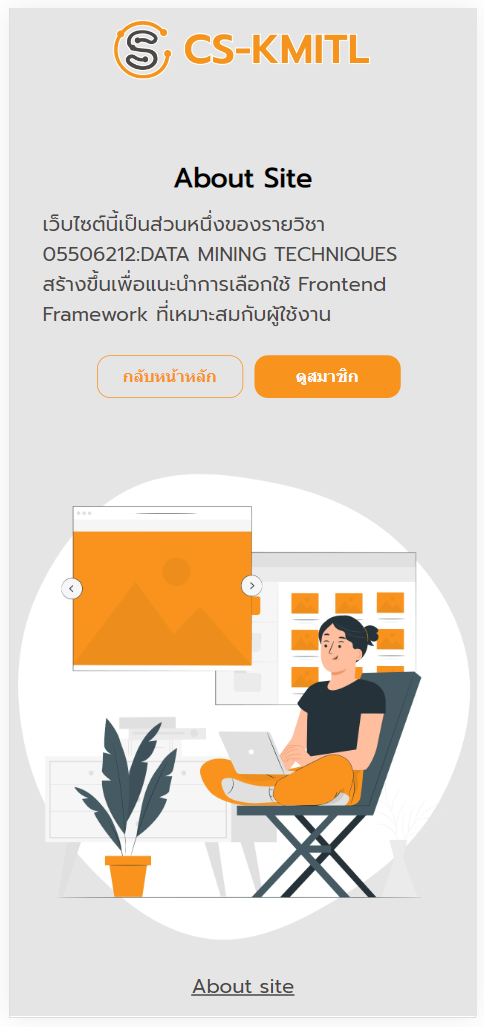 CS-KMITL
About Site
เว็บไซต์นี้เป็นส่วนหนึ่งของรายวิชา
05506212:DATA MINING TECHNIQUES
สร้างขึ้นเพื่อแนะนำการเลือกใช้ Frontend
Framework ที่เหมาะสมกับผู้ใช้งาน
กลับหน้าหลัก
ดูสมาชิก
About site